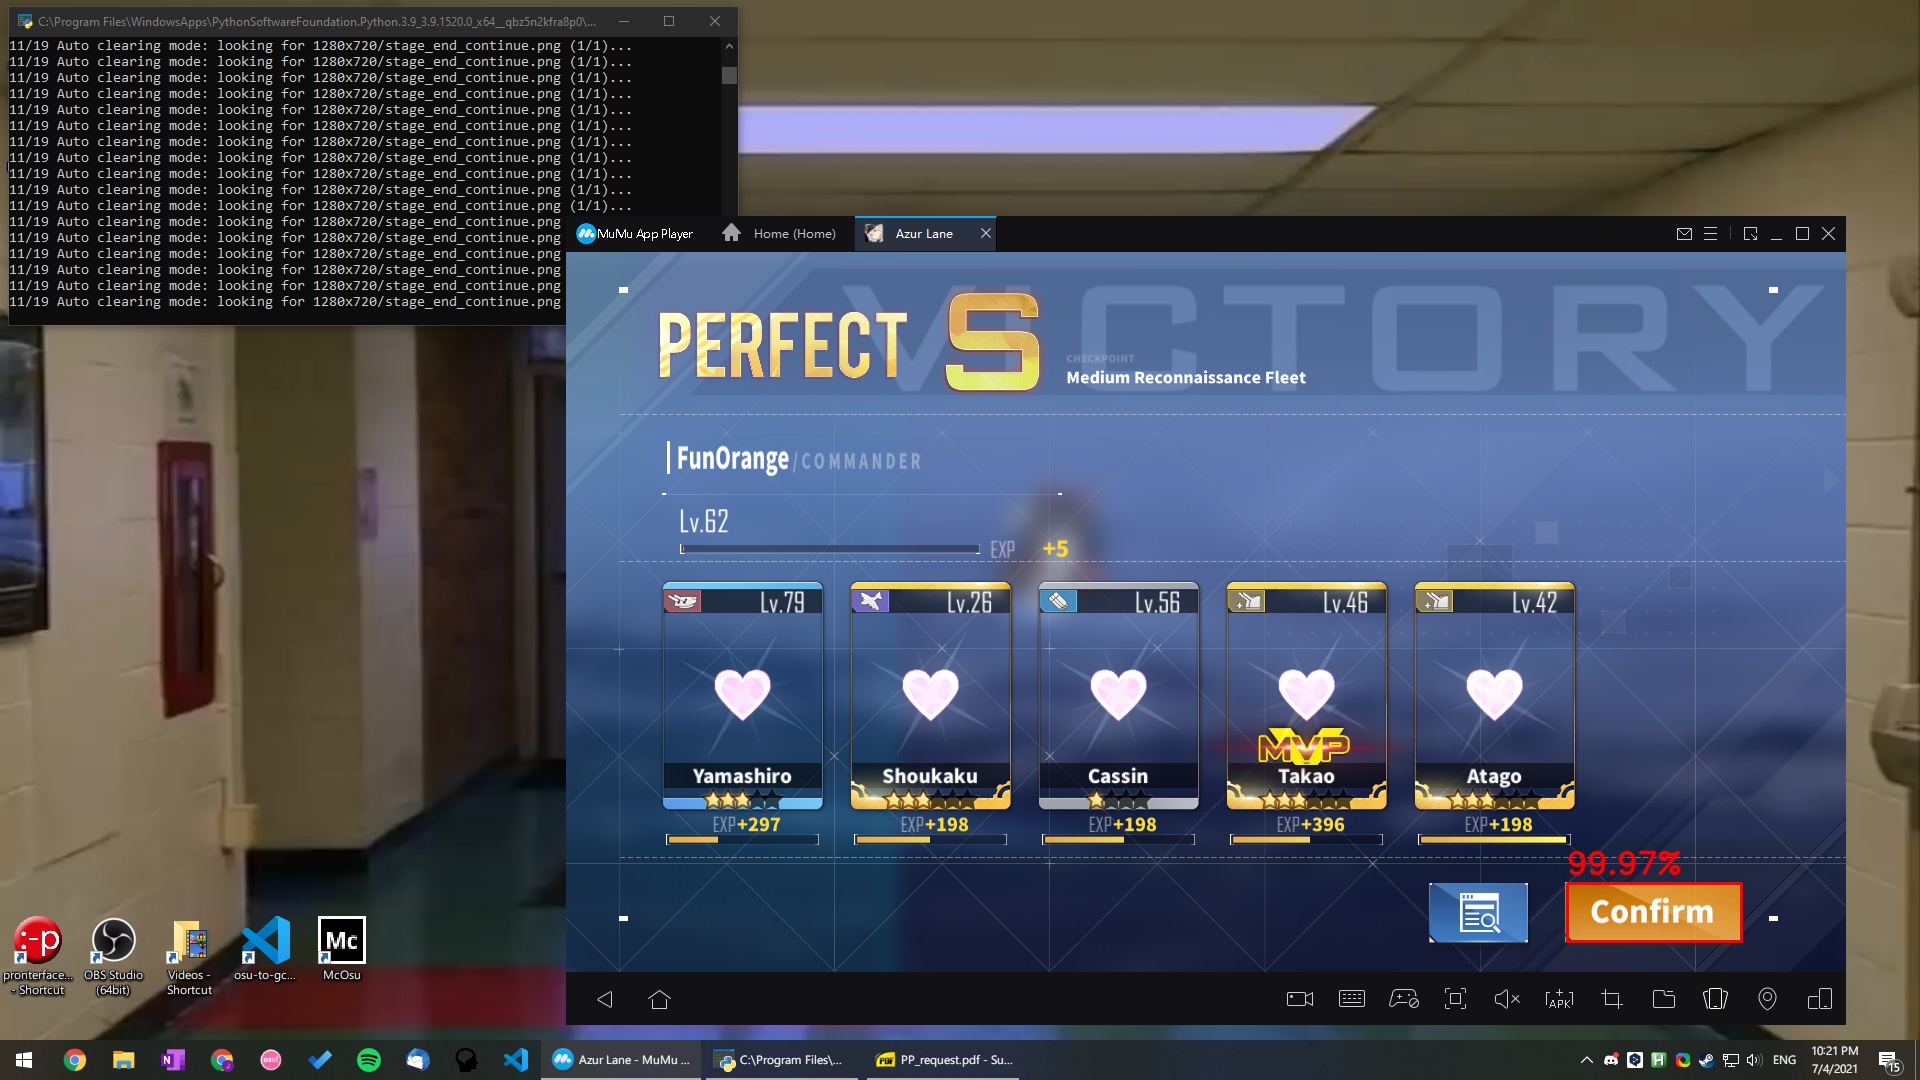 C:\Program Files\WindowsApps\PythonSoftwareFoundation.Python.3.9_3.9.1520.0_x64__qbz5n2kfra8p0\...
11/19 Auto clearing mode: looking for 1280x720/stage_end_continue.png (1/1)...
11/19 Auto clearing mode: looking for 1280x720/stage_end_continue.png (1/1)...
11/19 Auto clearing mode: looking for 1280x720/stage_end_continue.png (1/1)...
11/19 Auto clearing mode: looking for 1280x720/stage_end_continue.png (1/1)...
11/19 Auto clearing mode: looking for 1280x720/stage_end_continue.png (1/1)...
11/19 Auto clearing mode: looking for 1280x720/stage_end_continue.png (1/1)...
11/19 Auto clearing mode: looking for 1280x720/stage_end_continue.png (1/1)...
11/19 Auto clearing mode: looking for 1280x720/stage_end_continue.png (1/1)...
11/19 Auto clearing mode: looking for 1280x720/stage_end_continue.png (1/1)...
11/19 Auto clearing mode: looking for 1280x720/stage_end_continue.png (1/1)...
11/19 Auto clearing mode: looking for 1280x720/stage_end_continue.png (1/1)...
11/19 Auto clearing mode: looking for 1280x720/stage_end_continue.png
11/19 Auto clearing mode: looking for 1280x720/stage_end_continue.png
11/19 Auto clearing mode: looking for 1280x720/stage_end_continue.png
11/19 Auto clearing mode: looking for 1280x720/stage_end_continue.png
11/19 Auto clearing mode: looking for 1280x720/stage_end_continue.png
11/19 Auto clearing mode: looking for 1280x720/stage_end_continue.png
MuMu App Player Home (Home) Azur Lane
VICTORY
PERFECT S
CHECKPOINT
Medium Reconnaissance Fleet
FunOrange/COMMANDER
Lv.62
EXP +5
Lv.79 Lv.26 Lv.56 Lv.46 Lv.42
MVP
Yamashiro Shoukaku Cassin Takao Atago
EXP+297 EXP+198 EXP+198 EXP+396 EXP+198
99.97%
Confirm
APK
:-p
Mc
pronterface... - Shortcut
OBS Studio (64bit)
Videos - Shortcut
osu-to-gc...
McOsu
Azur Lane - MuMu ... C:\Program Files\... PDF PP_request.pdf - Su...
ENG
10:21 PM
7/4/2021
15